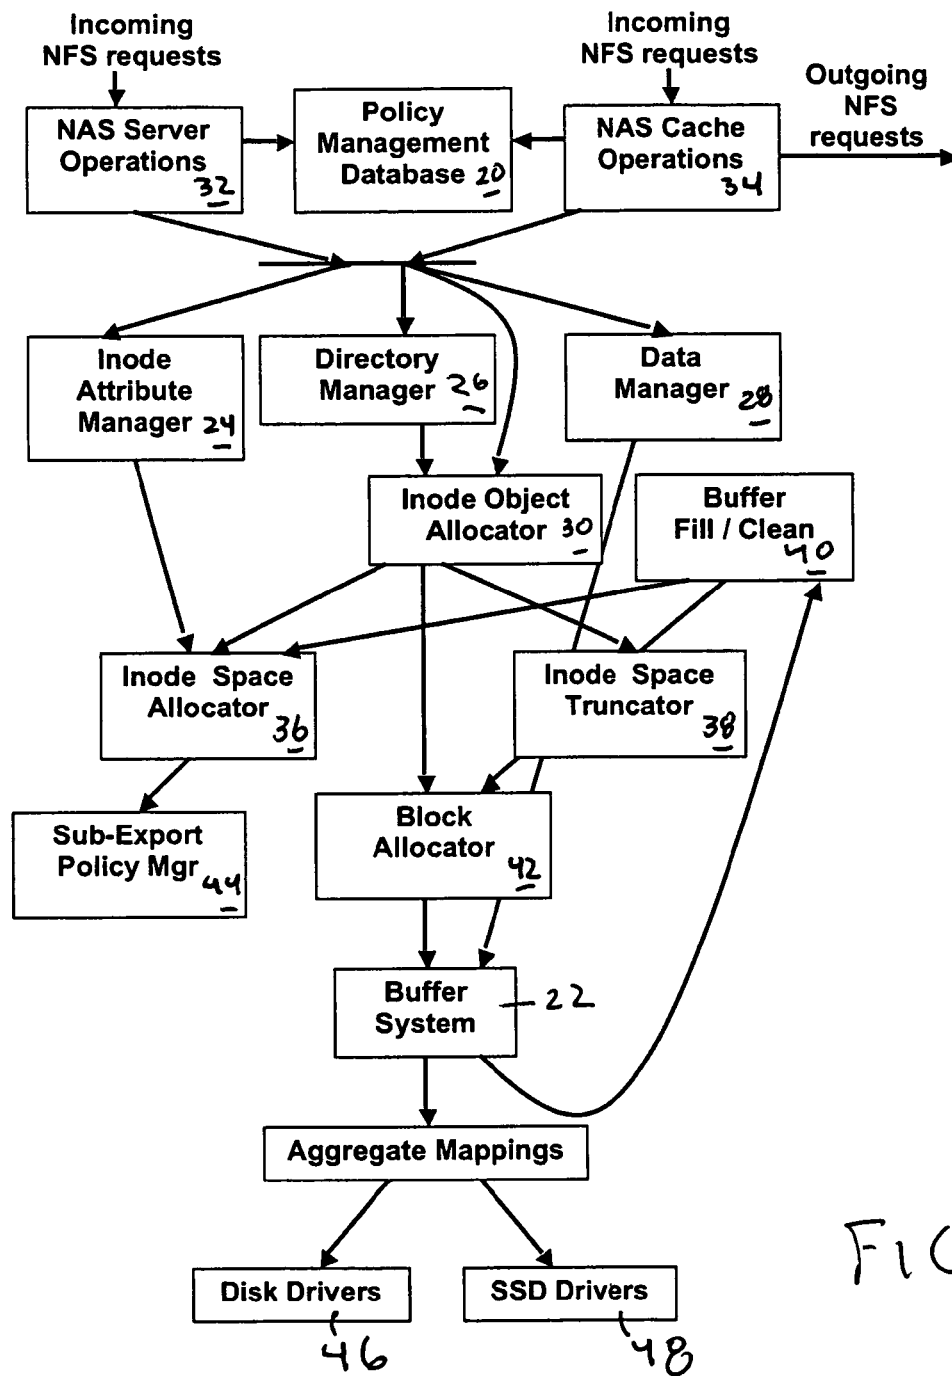 Incoming
NFS requests
Incoming
NFS requests
Outgoing
NFS
requests
NAS Server
Operations
32
Policy
Management
Database 20
NAS Cache
Operations
34
Inode
Attribute
Manager 24
Directory
Manager 26
Data
Manager
28
Inode Object
Allocator 30
Buffer
Fill / Clean
40
Inode Space
Allocator
36
Inode Space
Truncator
38
Sub-Export
Policy Mgr
44
Block
Allocator
42
Buffer
System
22
Aggregate Mappings
Disk Drivers
SSD Drivers
46
48